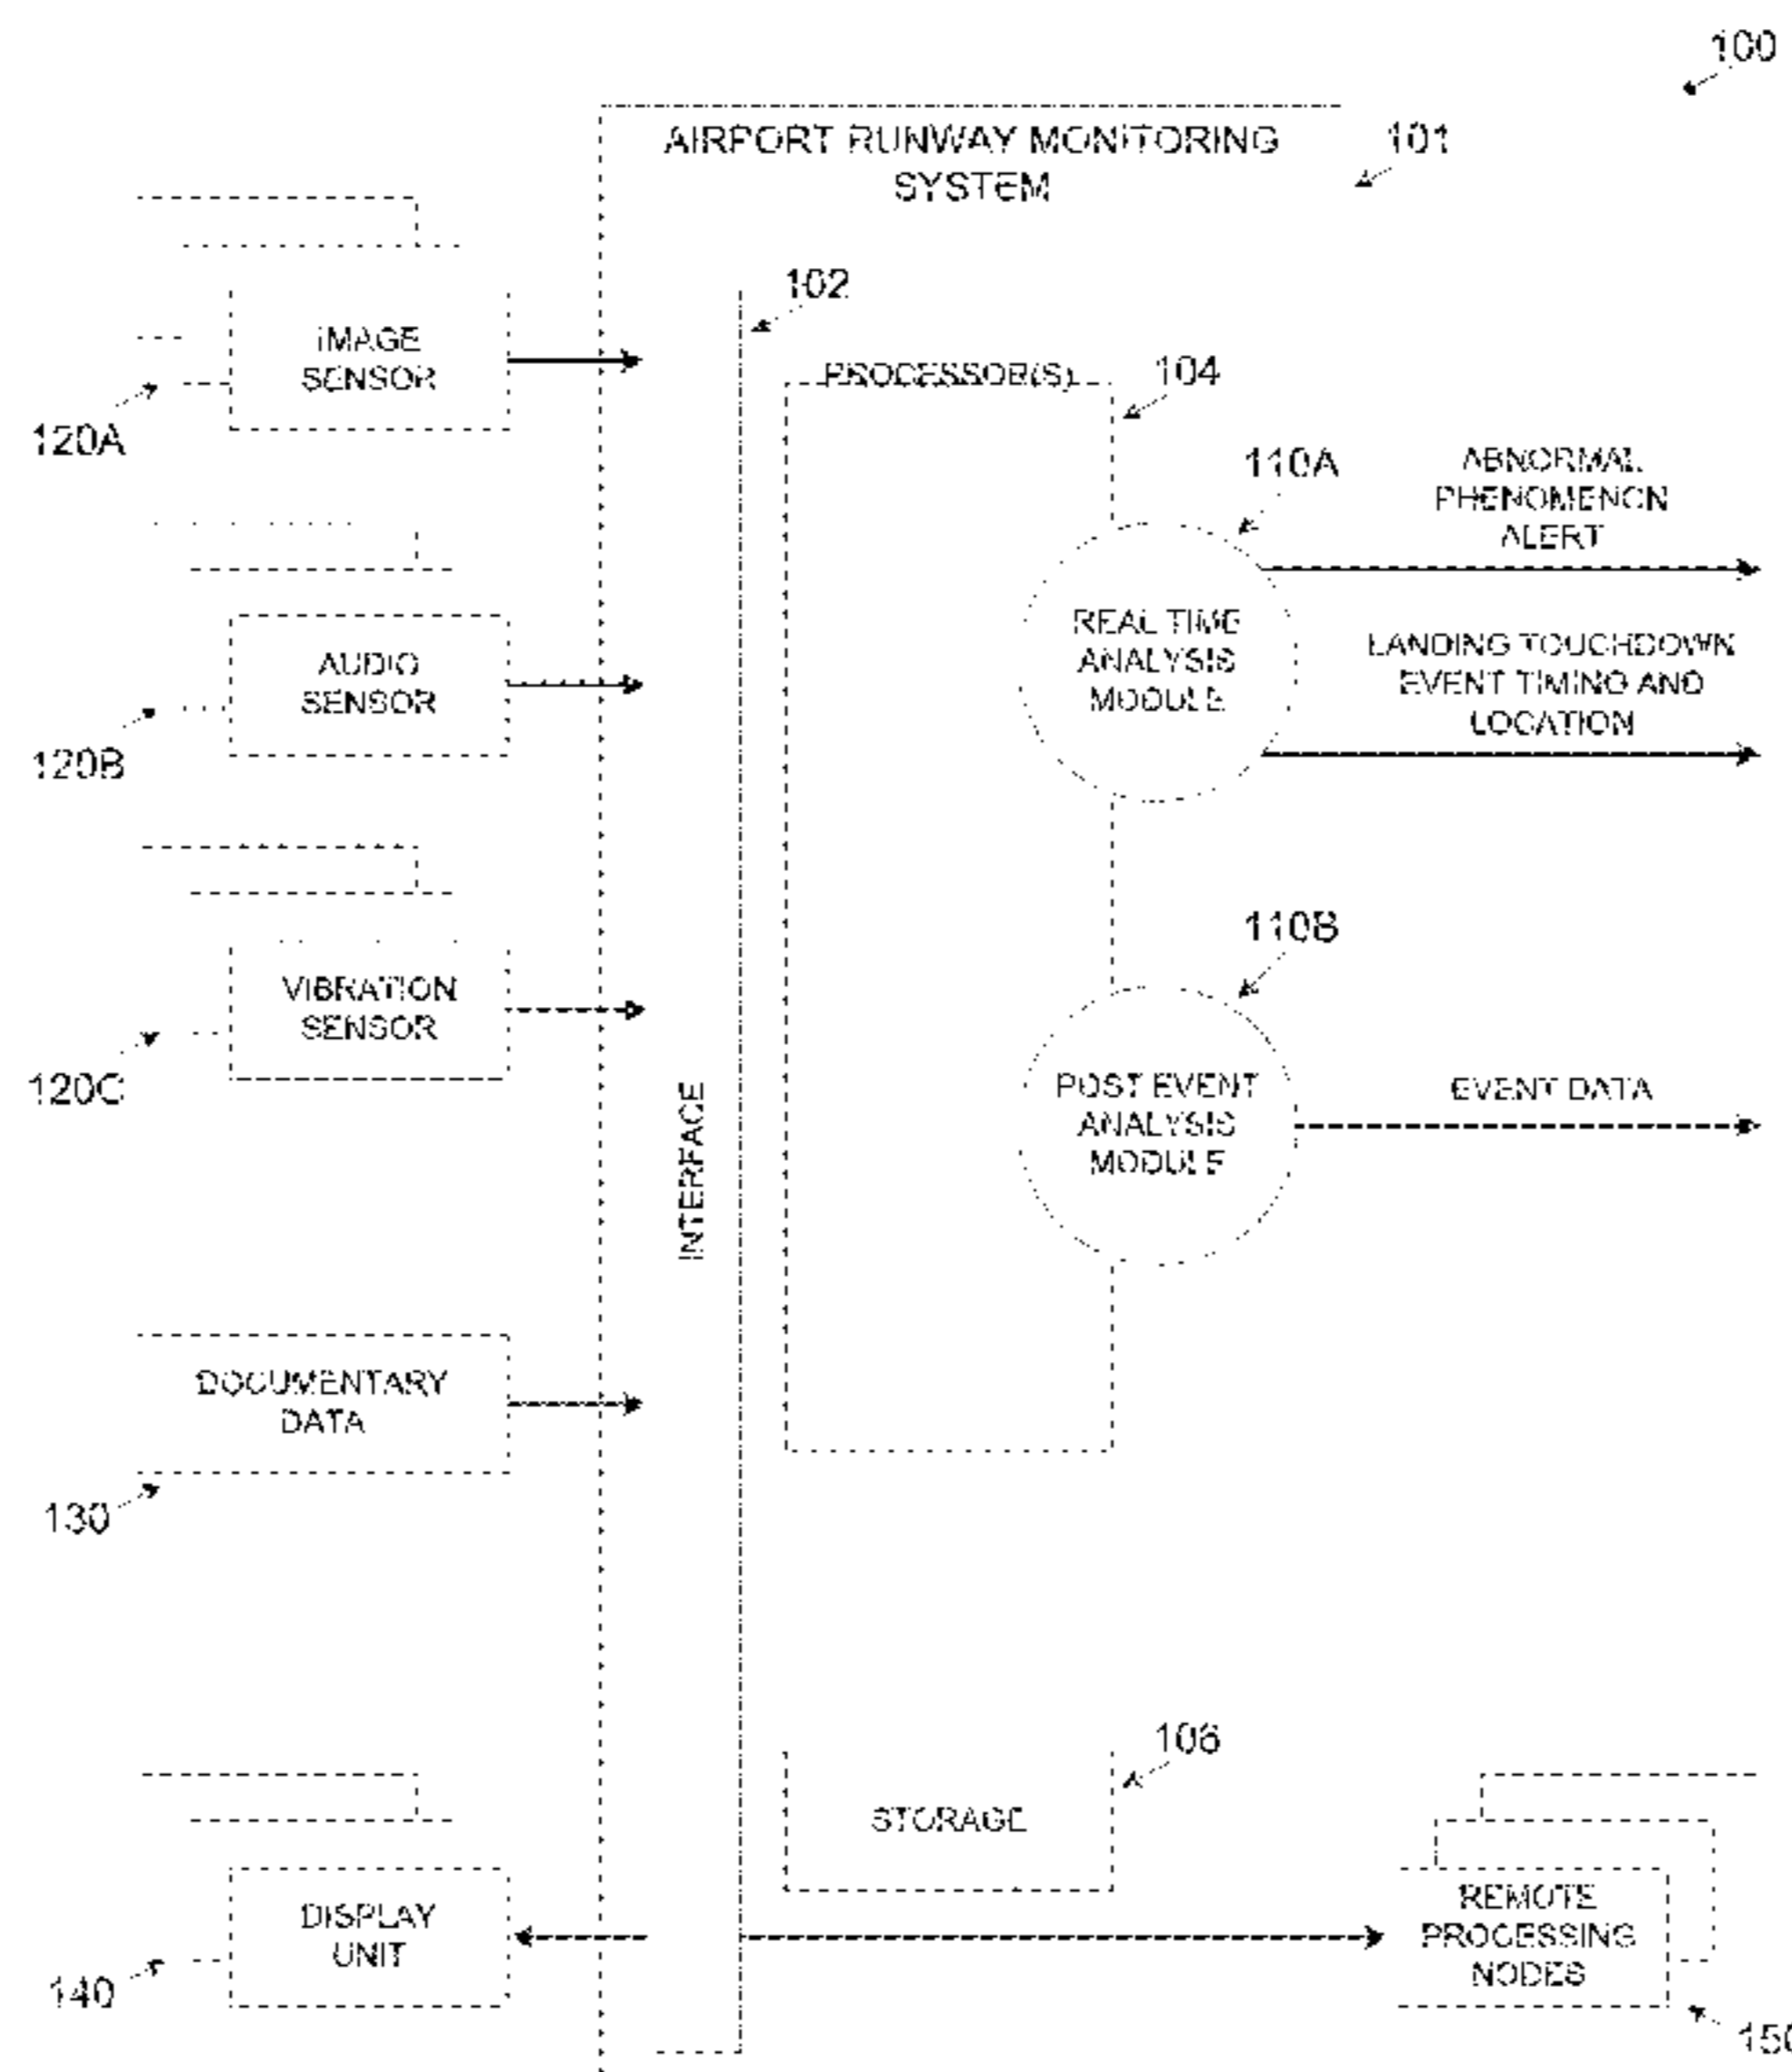 100
AIRPORT RUNWAY MONITORING
SYSTEM
101
102
IMAGE
SENSOR
120A
PROCESSOR(S)
104
110A
ABNORMAL
PHENOMENON
ALERT
REAL TIME
ANALYSIS
MODULE
LANDING TOUCHDOWN
EVENT TIMING AND
LOCATION
AUDIO
SENSOR
120B
110B
VIBRATION
SENSOR
120C
INTERFACE
POST EVENT
ANALYSIS
MODULE
EVENT DATA
DOCUMENTARY
DATA
130
106
STORAGE
DISPLAY
UNIT
140
REMOTE
PROCESSING
NODES
150